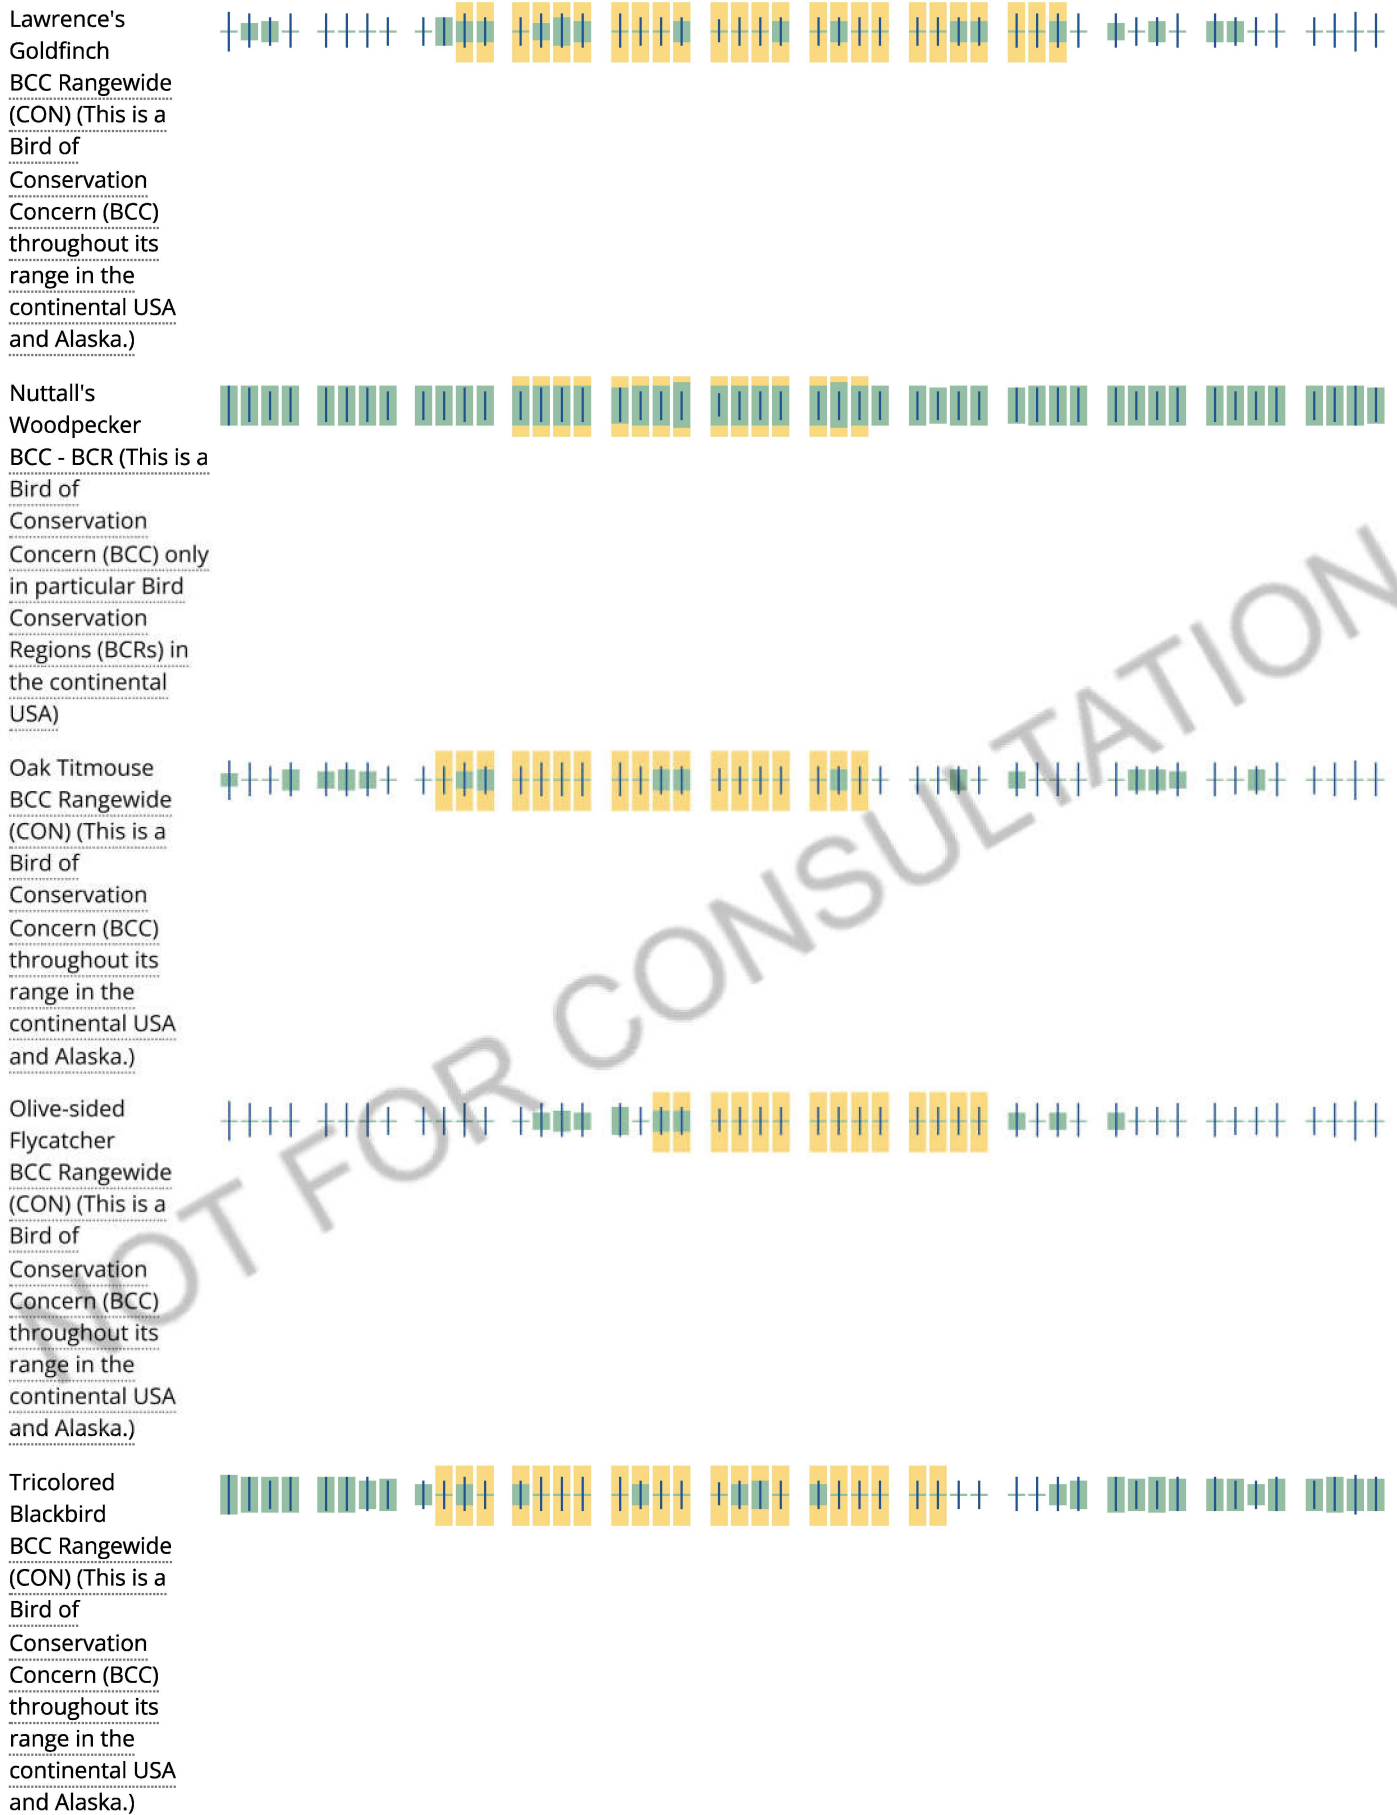 Lawrence's
Goldfinch
BCC Rangewide
(CON) (This is a
Bird of
Conservation
Concern (BCC)
throughout its
range in the
continental USA
and Alaska.)
Nuttall's
Woodpecker
BCC - BCR (This is a
Bird of
Conservation
Concern (BCC) only
in particular Bird
Conservation
Regions (BCRs) in
the continental
USA)
Oak Titmouse
BCC Rangewide
(CON) (This is a
Bird of
Conservation
Concern (BCC)
throughout its
range in the
continental USA
and Alaska.)
Olive-sided
Flycatcher
BCC Rangewide
(CON) (This is a
Bird of
Conservation
Concern (BCC)
throughout its
range in the
continental USA
and Alaska.)
Tricolored
Blackbird
BCC Rangewide
(CON) (This is a
Bird of
Conservation
Concern (BCC)
throughout its
range in the
continental USA
and Alaska.)
NOT FOR CONSULTATION